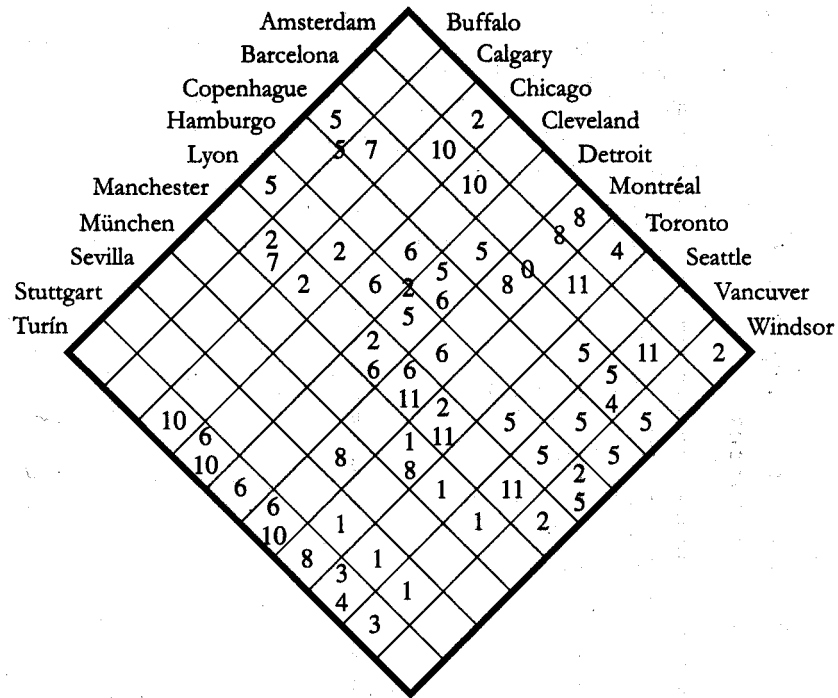 Amsterdam Buffalo
Barcelona Calgary
Copenhague Chicago
Hamburgo 5 2 Cleveland
Lyon 5 7 10 Detroit
Manchester 5 10 Montréal
München 8 Toronto
8
Sevilla 2 2 6 5 4 Seattle
7 5 0
Stuttgart 2 6 2 8 11 Vancuver
6
Turín 5 Windsor
2 6 5 11 2
6 6 5
11 2 4
10 5 5 5
6 1 11
10 8 8 5 2 5
6 1 11 5
6 1 1 2
10
8 1
3 1
4
3